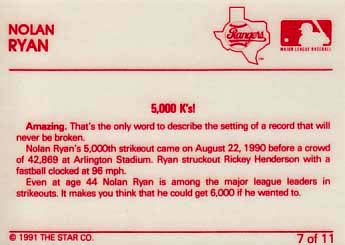 NOLAN
RYAN
Rangers
MAJOR LEAGUE BASEBALL
5,000 K's!
Amazing. That's the only word to describe the setting of a record that will
never be broken.
Nolan Ryan's 5,000th strikeout came on August 22, 1990 before a crowd
of 42,869 at Arlington Stadium. Ryan struckout Rickey Henderson with a
fastball clocked at 96 mph.
Even at age 44 Nolan Ryan is among the major league leaders in
strikeouts. It makes you think that he could get 6,000 if he wanted to.
© 1991 THE STAR CO.
7 of 11